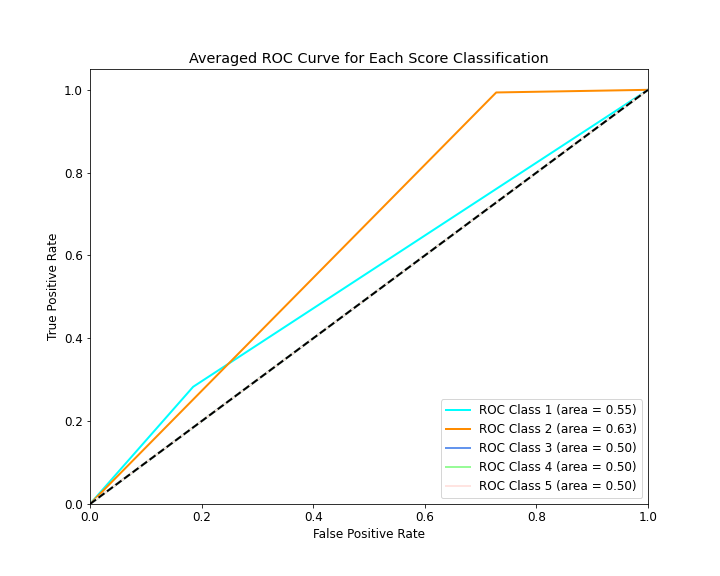 Averaged ROC Curve for Each Score Classification
1.0
0.8
0.6
0.4
0.2
0.0
True Positive Rate
ROC Class 1 (area = 0.55)
ROC Class 2 (area = 0.63)
ROC Class 3 (area = 0.50)
ROC Class 4 (area = 0.50)
ROC Class 5 (area = 0.50)
0.0 0.2 0.4 0.6 0.8 1.0
False Positive Rate